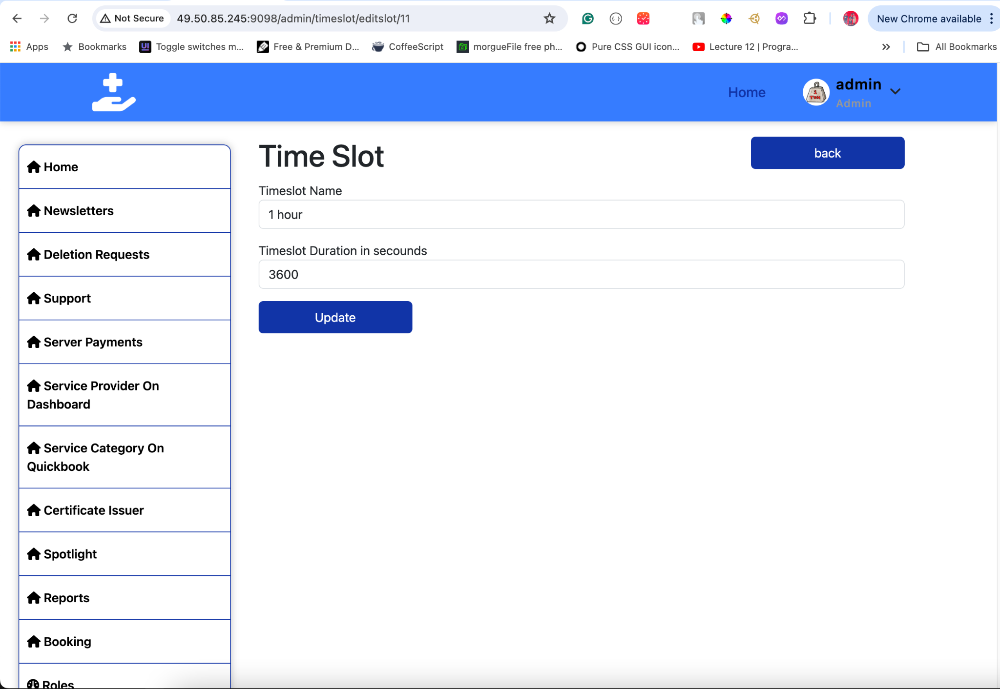 Not Secure 49.50.85.245:9098/admin/timeslot/editslot/11 New Chrome available
Apps Bookmarks UI Toggle switches m... Free & Premium D... CoffeeScript morgueFile free ph... Pure CSS GUI icon... Lecture 12 | Progra... All Bookmarks
Home
1 TON
admin
Admin
Home
Newsletters
Deletion Requests
Support
Server Payments
Service Provider On
Dashboard
Service Category On
Quickbook
Certificate Issuer
Spotlight
Reports
Booking
Roles
Time Slot
back
Timeslot Name
1 hour
Timeslot Duration in secounds
3600
Update